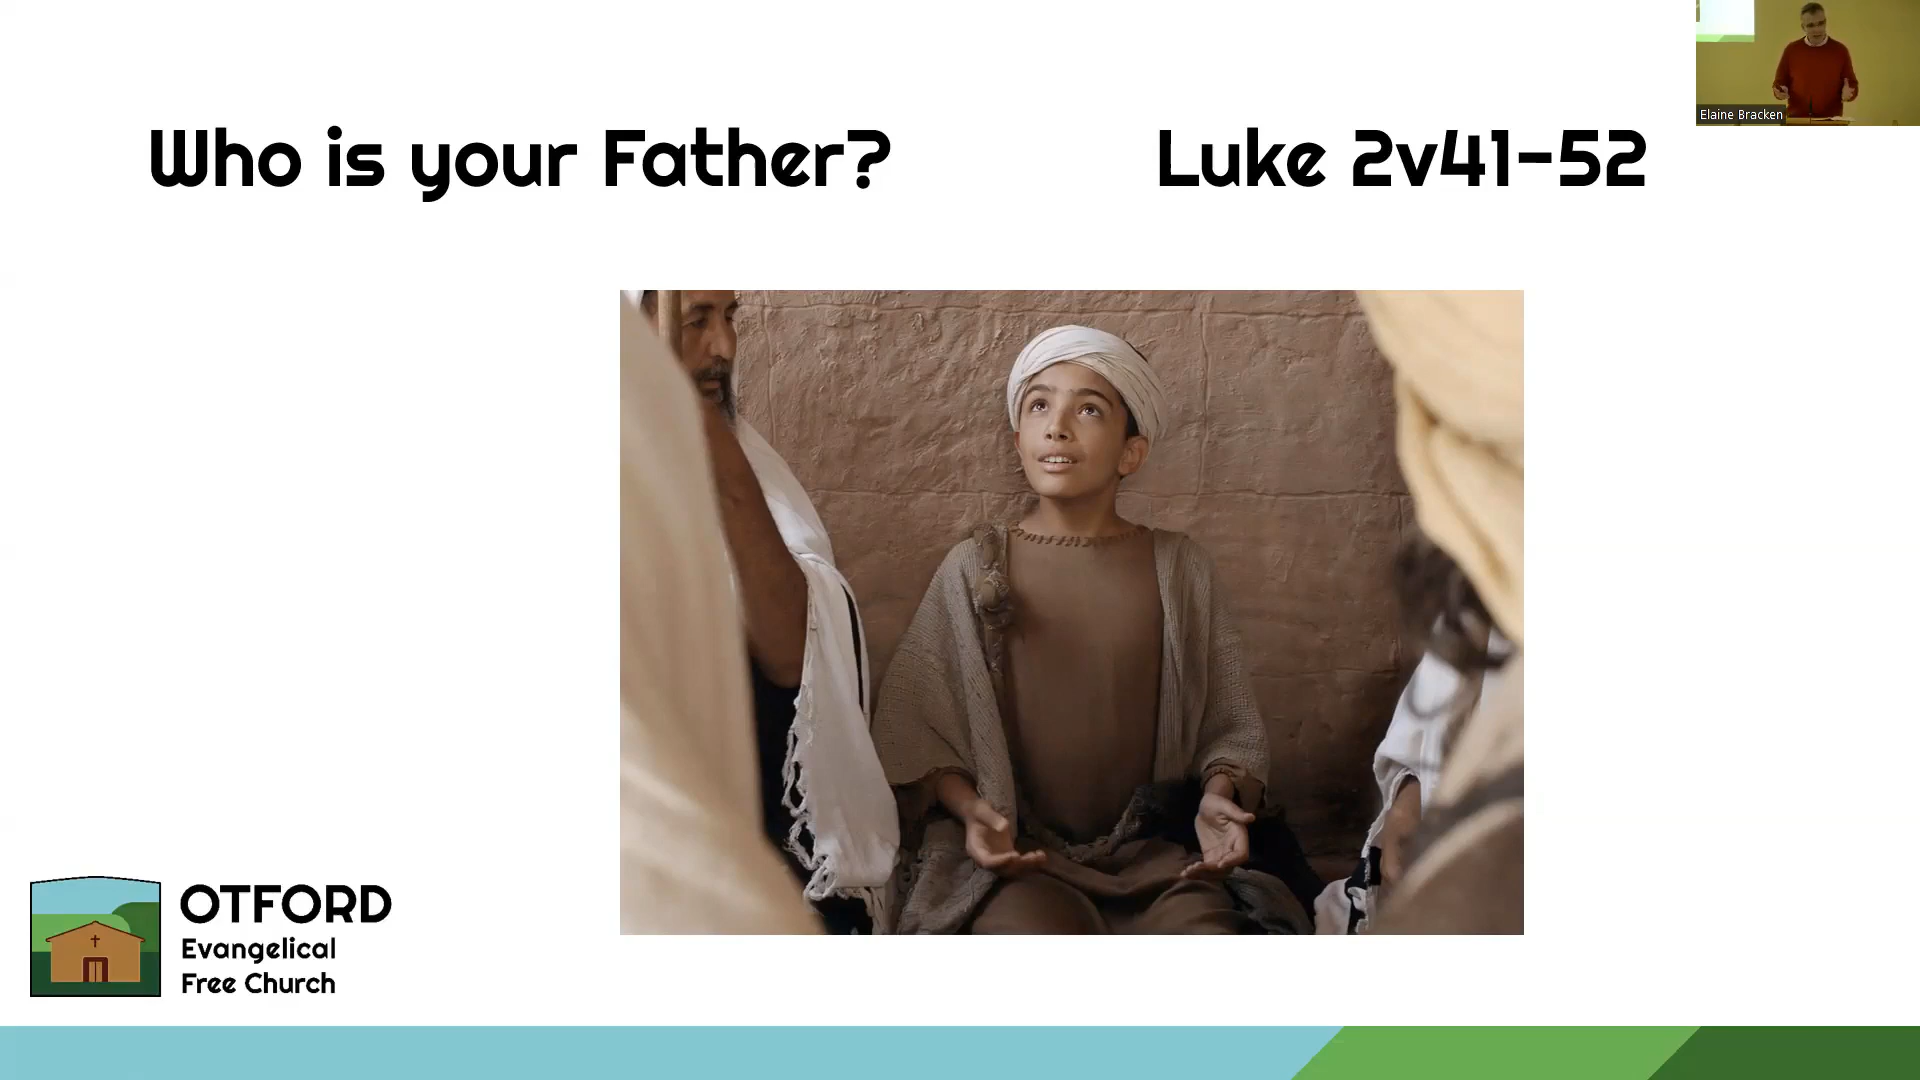 Elaine Bracken
Who is your Father?
Luke 2v41-52
OTFORD
Evangelical
Free Church